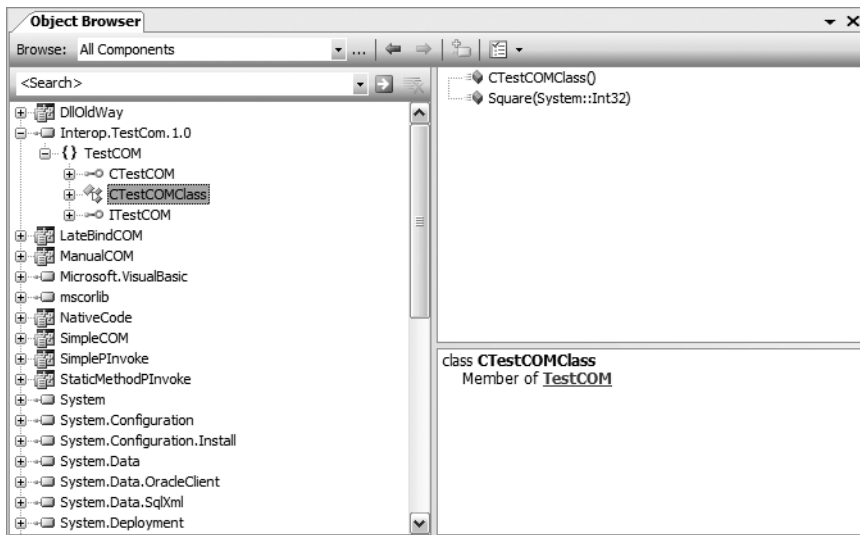 Object Browser
Browse: All Components ...
<Search>
DllOldWay
Interop.TestCom.1.0
{} TestCOM
CTestCOM
CTestCOMClass
ITestCOM
LateBindCOM
ManualCOM
Microsoft.VisualBasic
mscorlib
NativeCode
SimpleCOM
SimplePInvoke
StaticMethodPInvoke
System
System.Configuration
System.Configuration.Install
System.Data
System.Data.OracleClient
System.Data.SqlXml
System.Deployment
CTestCOMClass()
Square(System::Int32)
class CTestCOMClass
Member of TestCOM